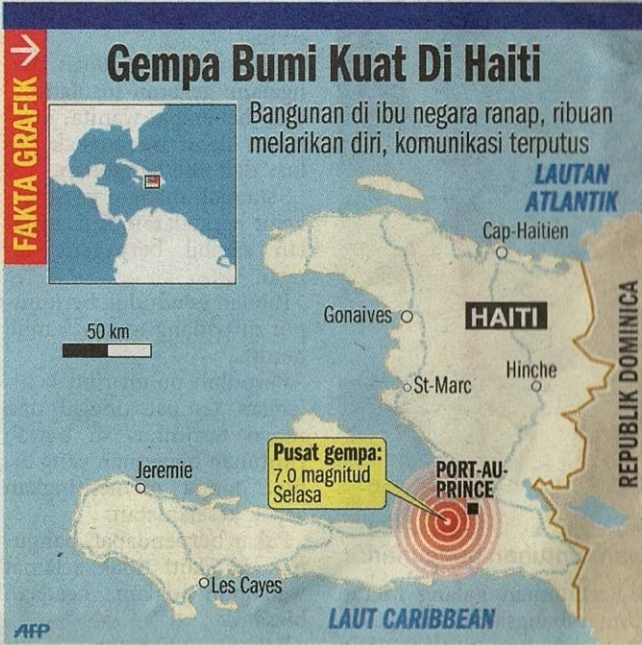 FAKTA GRAFIK
Gempa Bumi Kuat Di Haiti
Bangunan di ibu negara ranap, ribuan
melarikan diri, komunikasi terputus
LAUTAN
ATLANTIK
Cap-Haitien
Gonaives
HAITI
50 km
Hinche
St-Marc
REPUBLIK DOMINICA
Pusat gempa:
7.0 magnitud
Selasa
PORT-AU-
PRINCE
Jeremie
Les Cayes
LAUT CARIBBEAN
AFP